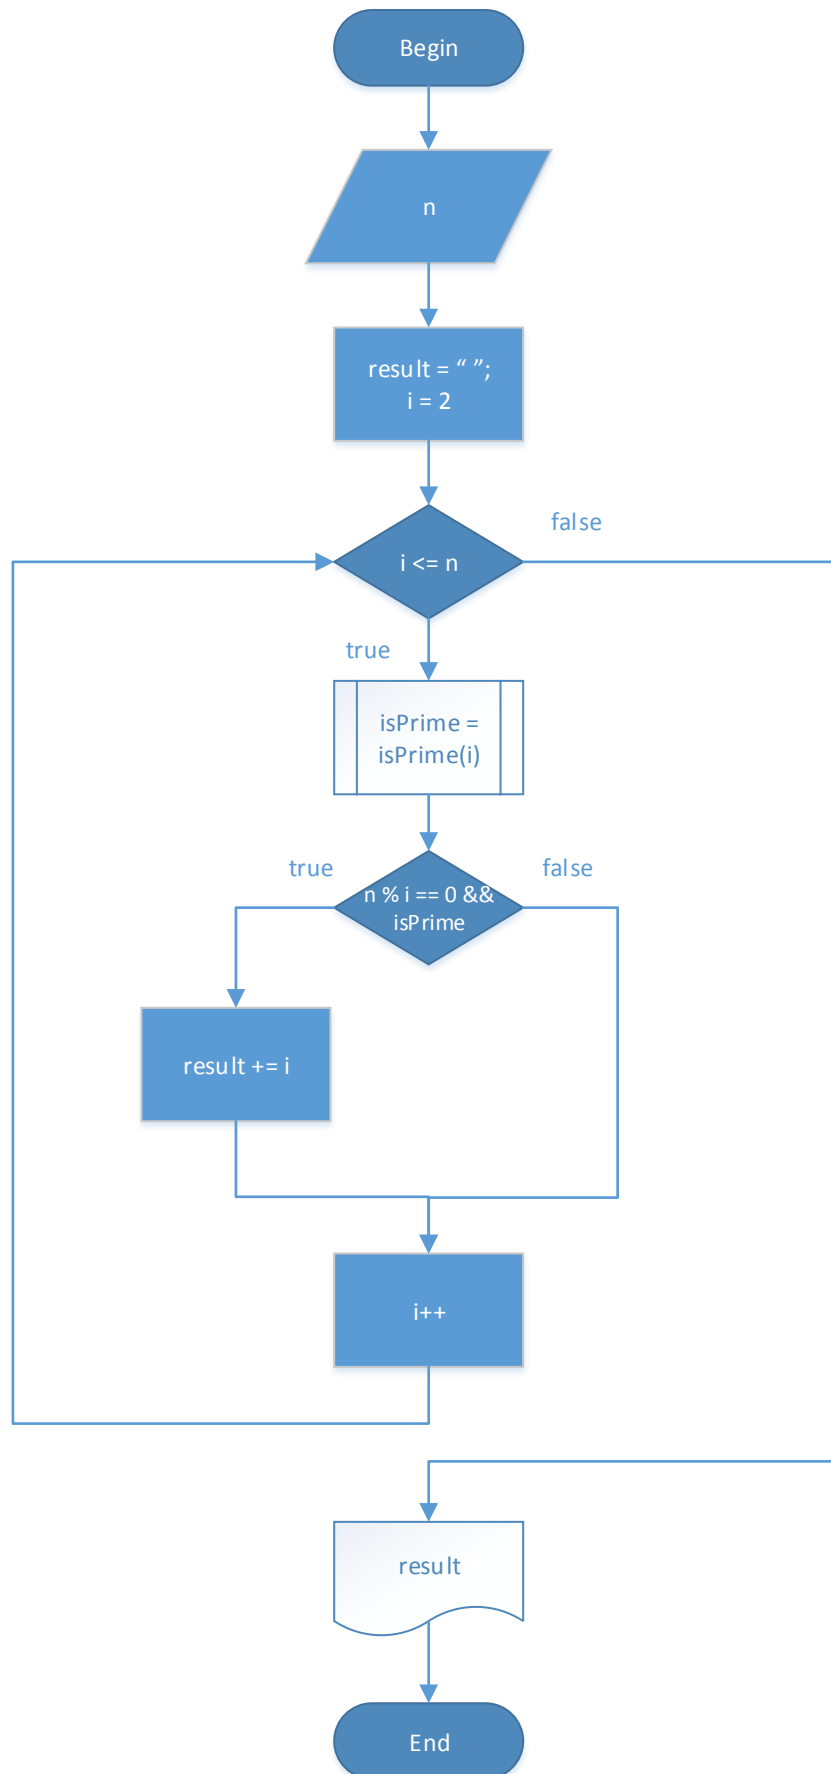 Begin
n
result = “ ”;
i = 2
false
i <= n
true
isPrime =
isPrime(i)
true
false
n % i == 0 &&
isPrime
result += i
i++
result
End